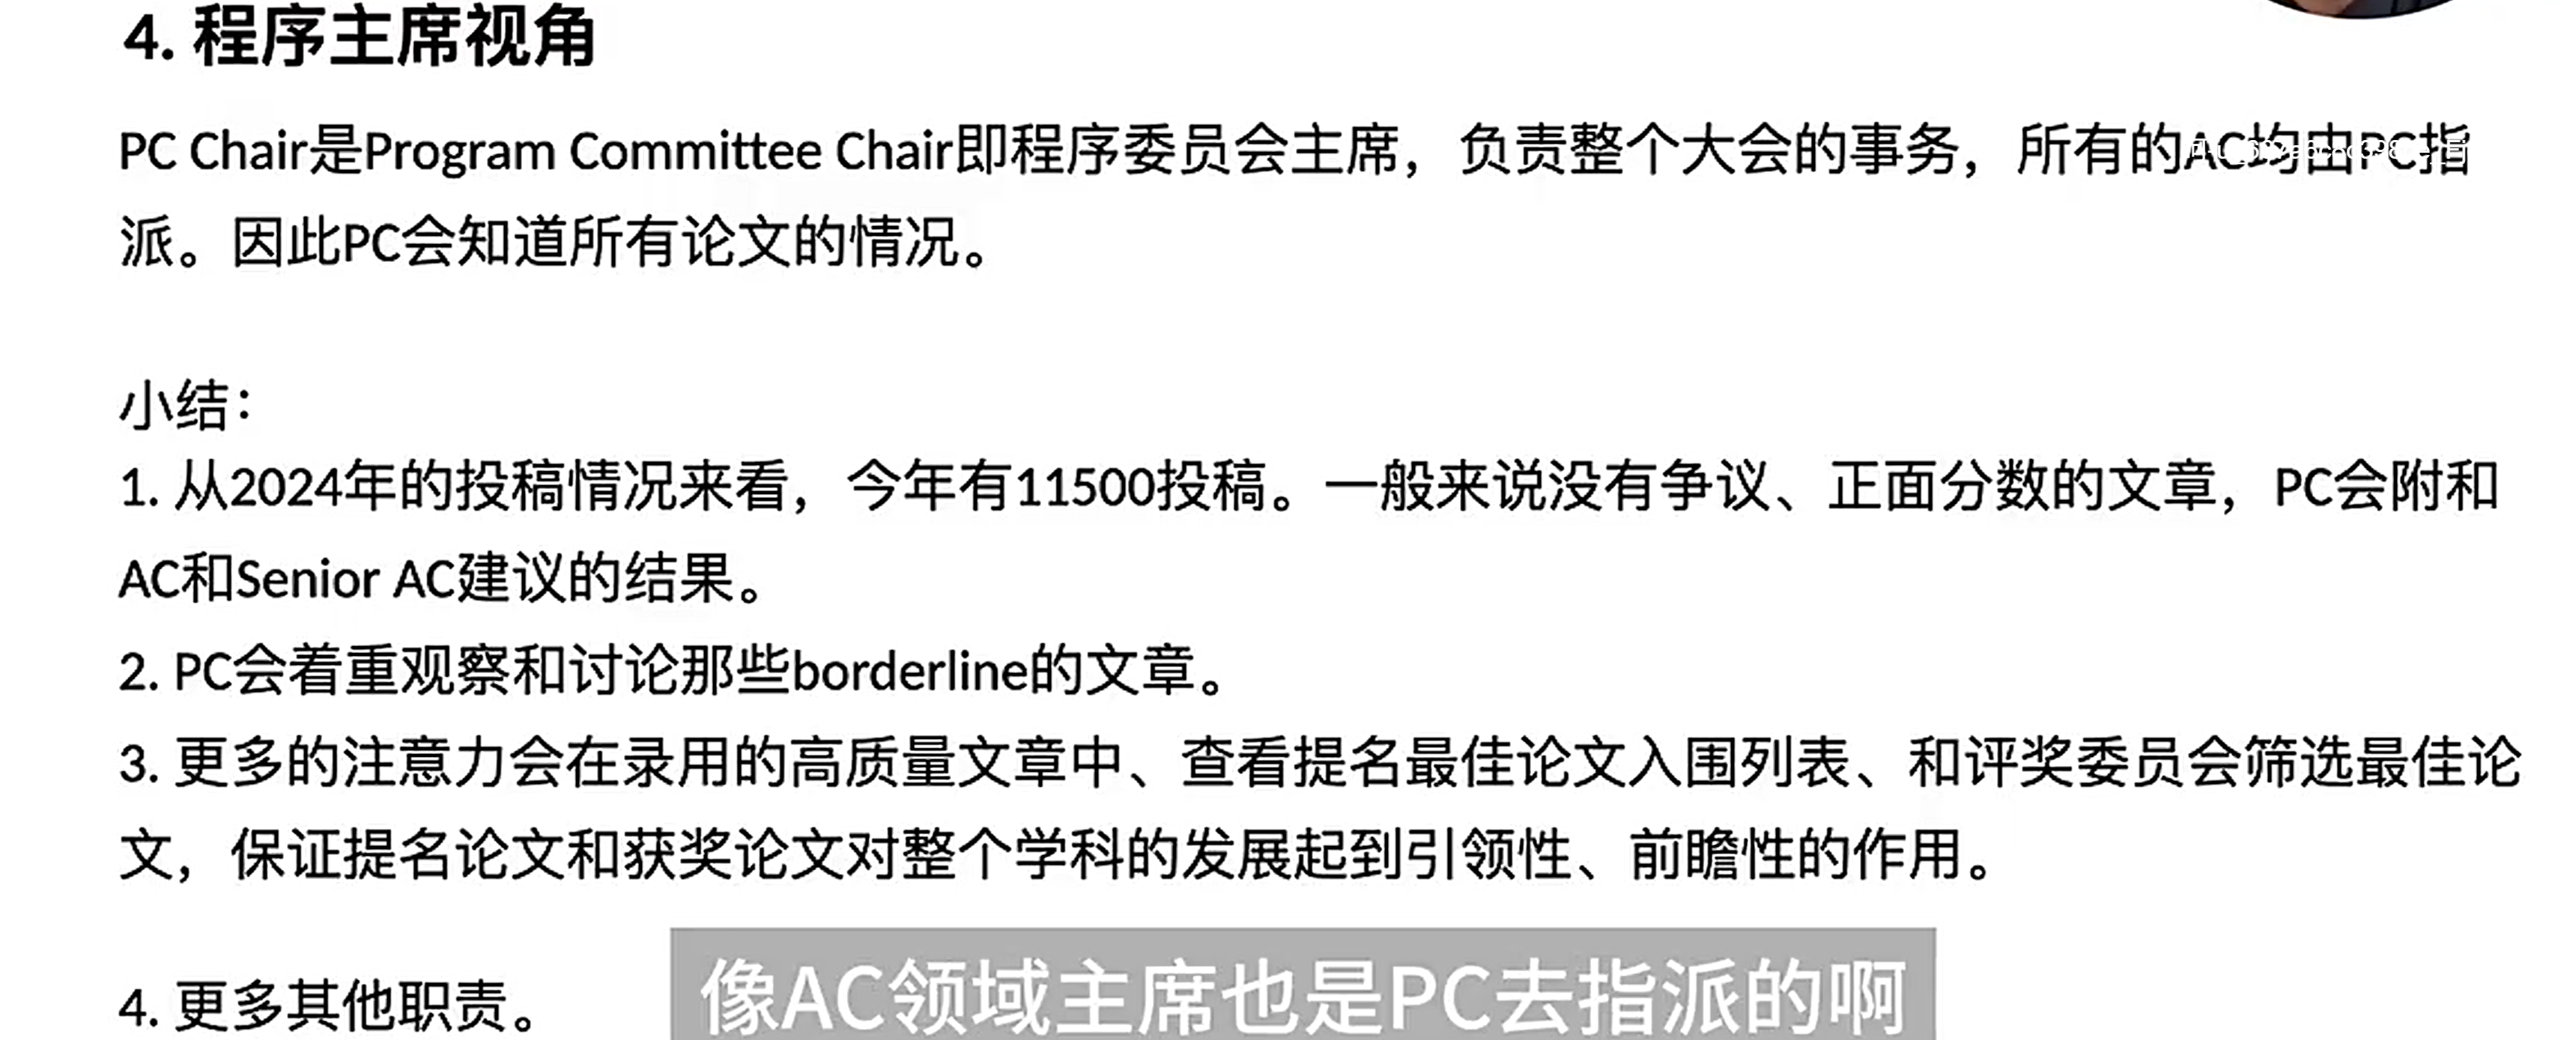 4. 程序主席视角
PC Chair是Program Committee Chair即程序委员会主席，负责整个大会的事务，所有的AC均由PC指
派。因此PC会知道所有论文的情况。
小结：
1. 从2024年的投稿情况来看，今年有11500投稿。一般来说没有争议、正面分数的文章，PC会附和
AC和Senior AC建议的结果。
2. PC会着重观察和讨论那些borderline的文章。
3. 更多的注意力会在录用的高质量文章中、查看提名最佳论文入围列表、和评奖委员会筛选最佳论
文，保证提名论文和获奖论文对整个学科的发展起到引领性、前瞻性的作用。
4. 更多其他职责。
像AC领域主席也是PC去指派的啊